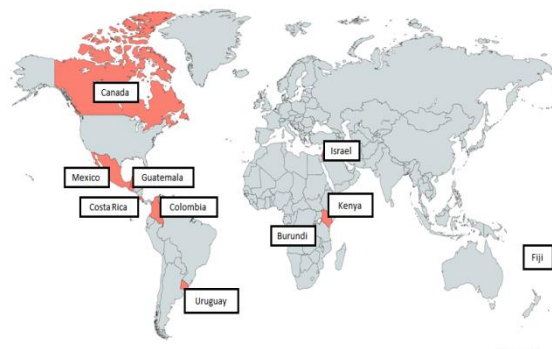 Canada
Israel
Mexico
Guatemala
Costa Rica
Colombia
Kenya
Burundi
Fiji
Uruguay